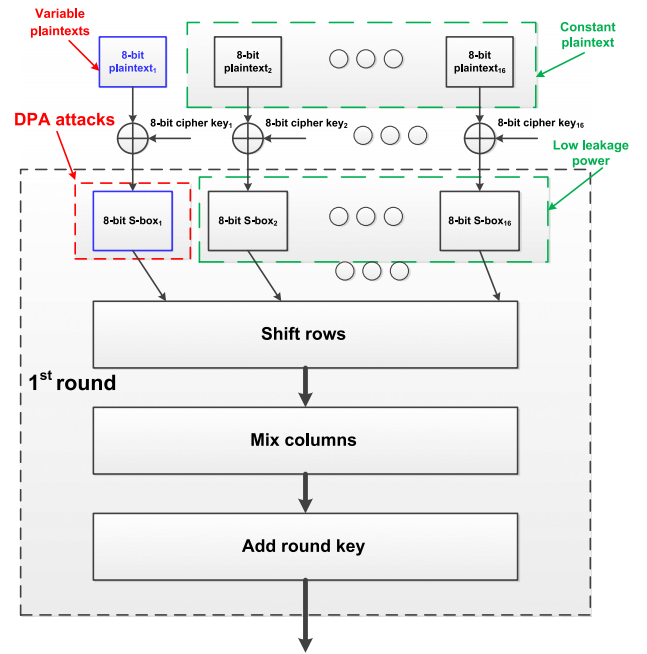 Variable
plaintexts
8-bit
plaintext₁
8-bit
plaintext₂
8-bit
plaintext₁₆
Constant
plaintext
DPA attacks
8-bit cipher key₁
8-bit cipher key₂
8-bit cipher key₁₆
Low leakage
power
8-bit S-box₁
8-bit S-box₂
8-bit S-box₁₆
Shift rows
1ˢᵗ round
Mix columns
Add round key